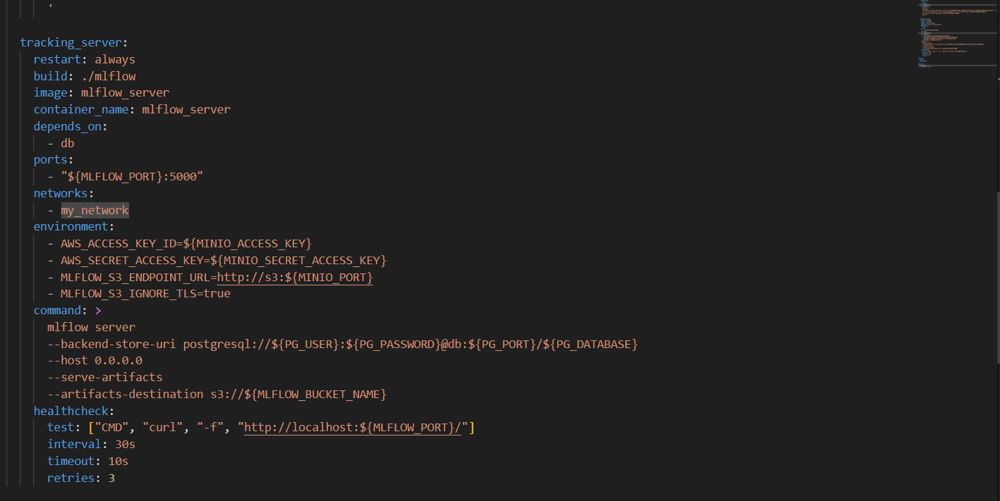 '
tracking_server:
restart: always
build: ./mlflow
image: mlflow_server
container_name: mlflow_server
depends_on:
- db
ports:
- "${MLFLOW_PORT}:5000"
networks:
- my_network
environment:
- AWS_ACCESS_KEY_ID=${MINIO_ACCESS_KEY}
- AWS_SECRET_ACCESS_KEY=${MINIO_SECRET_ACCESS_KEY}
- MLFLOW_S3_ENDPOINT_URL=http://s3:${MINIO_PORT}
- MLFLOW_S3_IGNORE_TLS=true
command: >
mlflow server
--backend-store-uri postgresql://${PG_USER}:${PG_PASSWORD}@db:${PG_PORT}/${PG_DATABASE}
--host 0.0.0.0
--serve-artifacts
--artifacts-destination s3://${MLFLOW_BUCKET_NAME}
healthcheck:
test: ["CMD", "curl", "-f", "http://localhost:${MLFLOW_PORT}/"]
interval: 30s
timeout: 10s
retries: 3